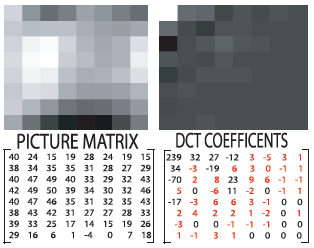 PICTURE MATRIX
40 24 15 19 28 24 19 15
38 34 35 35 31 28 27 29
40 47 49 40 33 29 32 43
42 49 50 39 34 30 32 46
40 47 46 35 31 32 35 43
38 43 42 31 27 27 28 33
39 33 25 17 14 15 19 26
29 16 6 1 -4 0 7 18
DCT COEFFICENTS
239 32 27 -12 3 -5 3 1
34 -3 -19 6 3 0 -1 1
-70 2 8 23 9 6 -1 -1
5 0 -6 11 -2 0 -1 1
-17 -3 6 6 3 -1 0 0
2 4 2 2 1 -2 0 1
-3 0 0 -1 -1 -1 0 0
1 -1 3 1 0 0 0 0